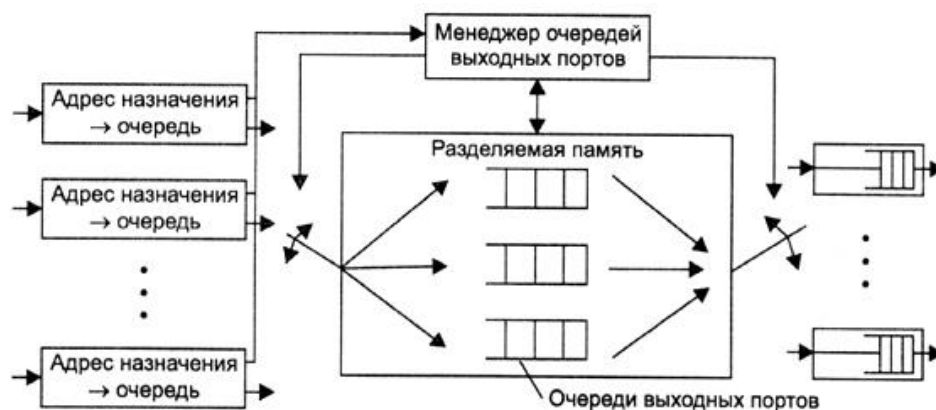 Менеджер очередей
выходных портов
Адрес назначения
→ очередь
Разделяемая память
Адрес назначения
→ очередь
Адрес назначения
→ очередь
Очереди выходных портов